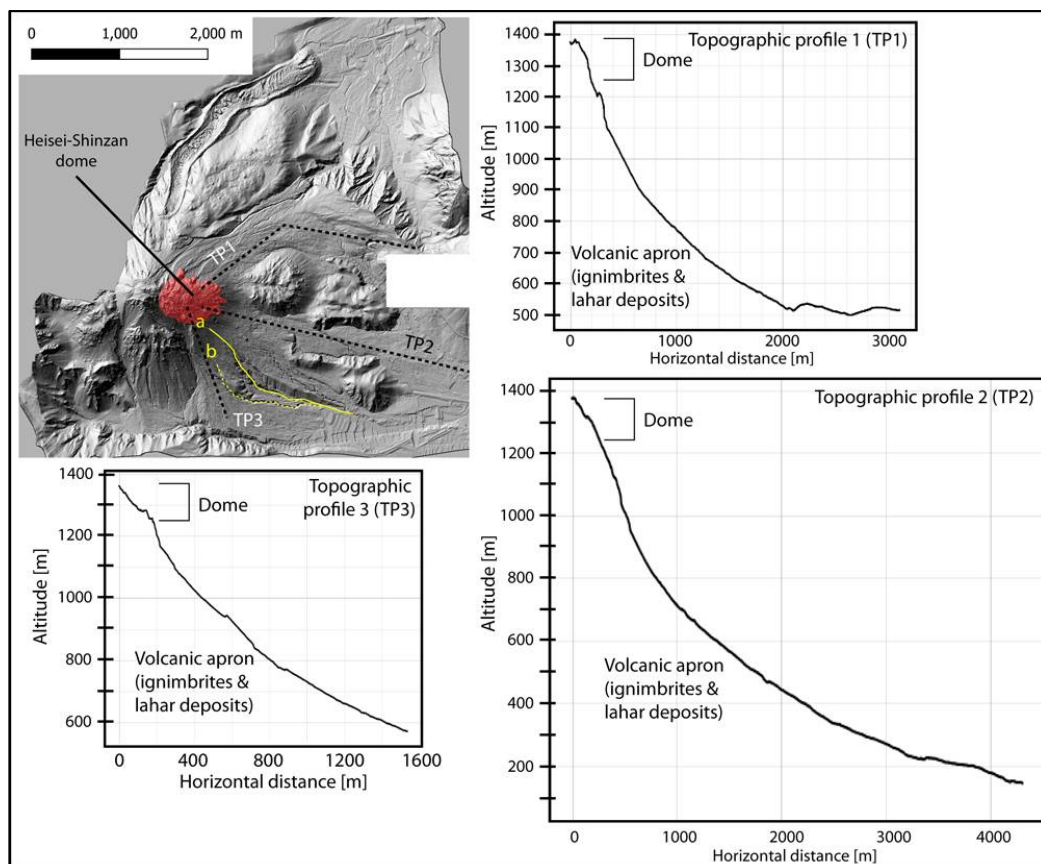 0 1,000 2,000 m
Heisei-Shinzan
dome
TP1
a
b
TP2
TP3
Topographic profile 1 (TP1)
Dome
Volcanic apron
(ignimbrites &
lahar deposits)
Altitude [m]
1400
1300
1200
1100
1000
900
800
700
600
500
0 1000 2000 3000
Horizontal distance [m]
Topographic
profile 3 (TP3)
Dome
Volcanic apron
(ignimbrites &
lahar deposits)
Altitude [m]
1400
1200
1000
800
600
0 400 800 1200 1600
Horizontal distance [m]
Topographic profile 2 (TP2)
Dome
Volcanic apron
(ignimbrites &
lahar deposits)
Altitude [m]
1400
1200
1000
800
600
400
200
0 1000 2000 3000 4000
Horizontal distance [m]